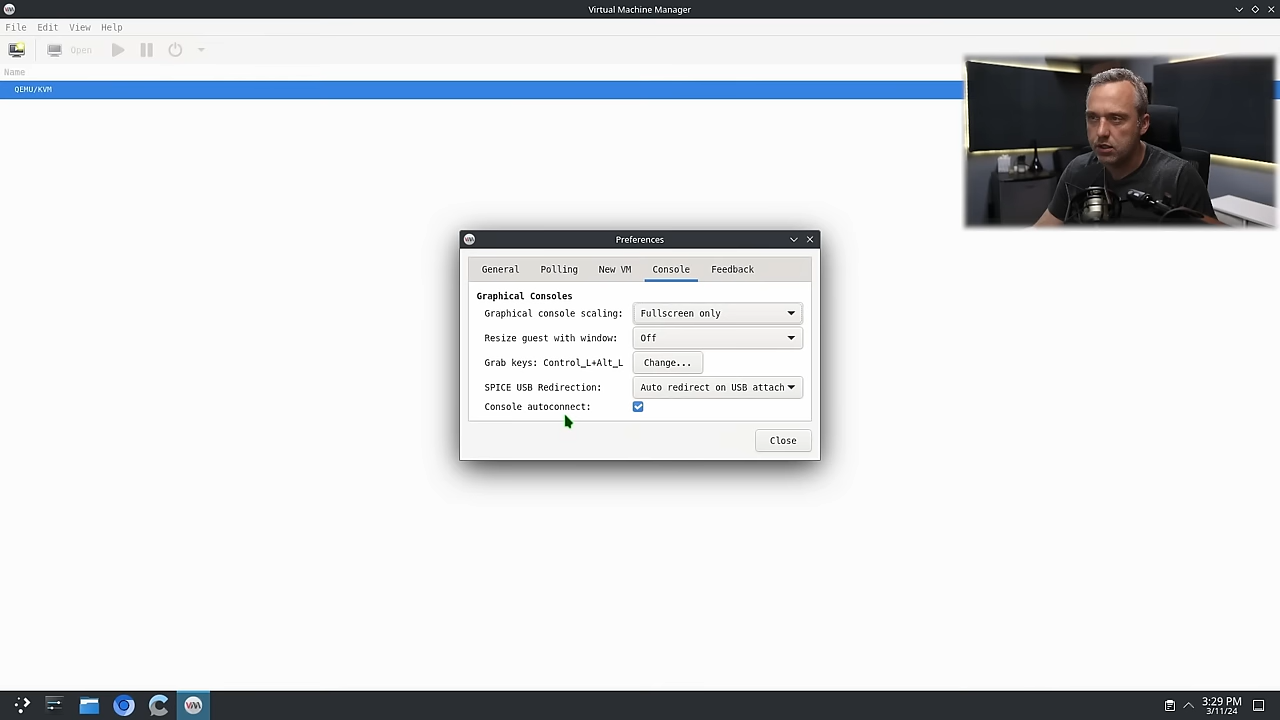 Virtual Machine Manager
File Edit View Help
Open
Name
QEMU/KVM
Preferences
General Polling New VM Console Feedback
Graphical Consoles
Graphical console scaling: Fullscreen only
Resize guest with window: Off
Grab keys: Control_L+Alt_L Change...
SPICE USB Redirection: Auto redirect on USB attach
Console autoconnect:
Close
3:29 PM
3/11/24